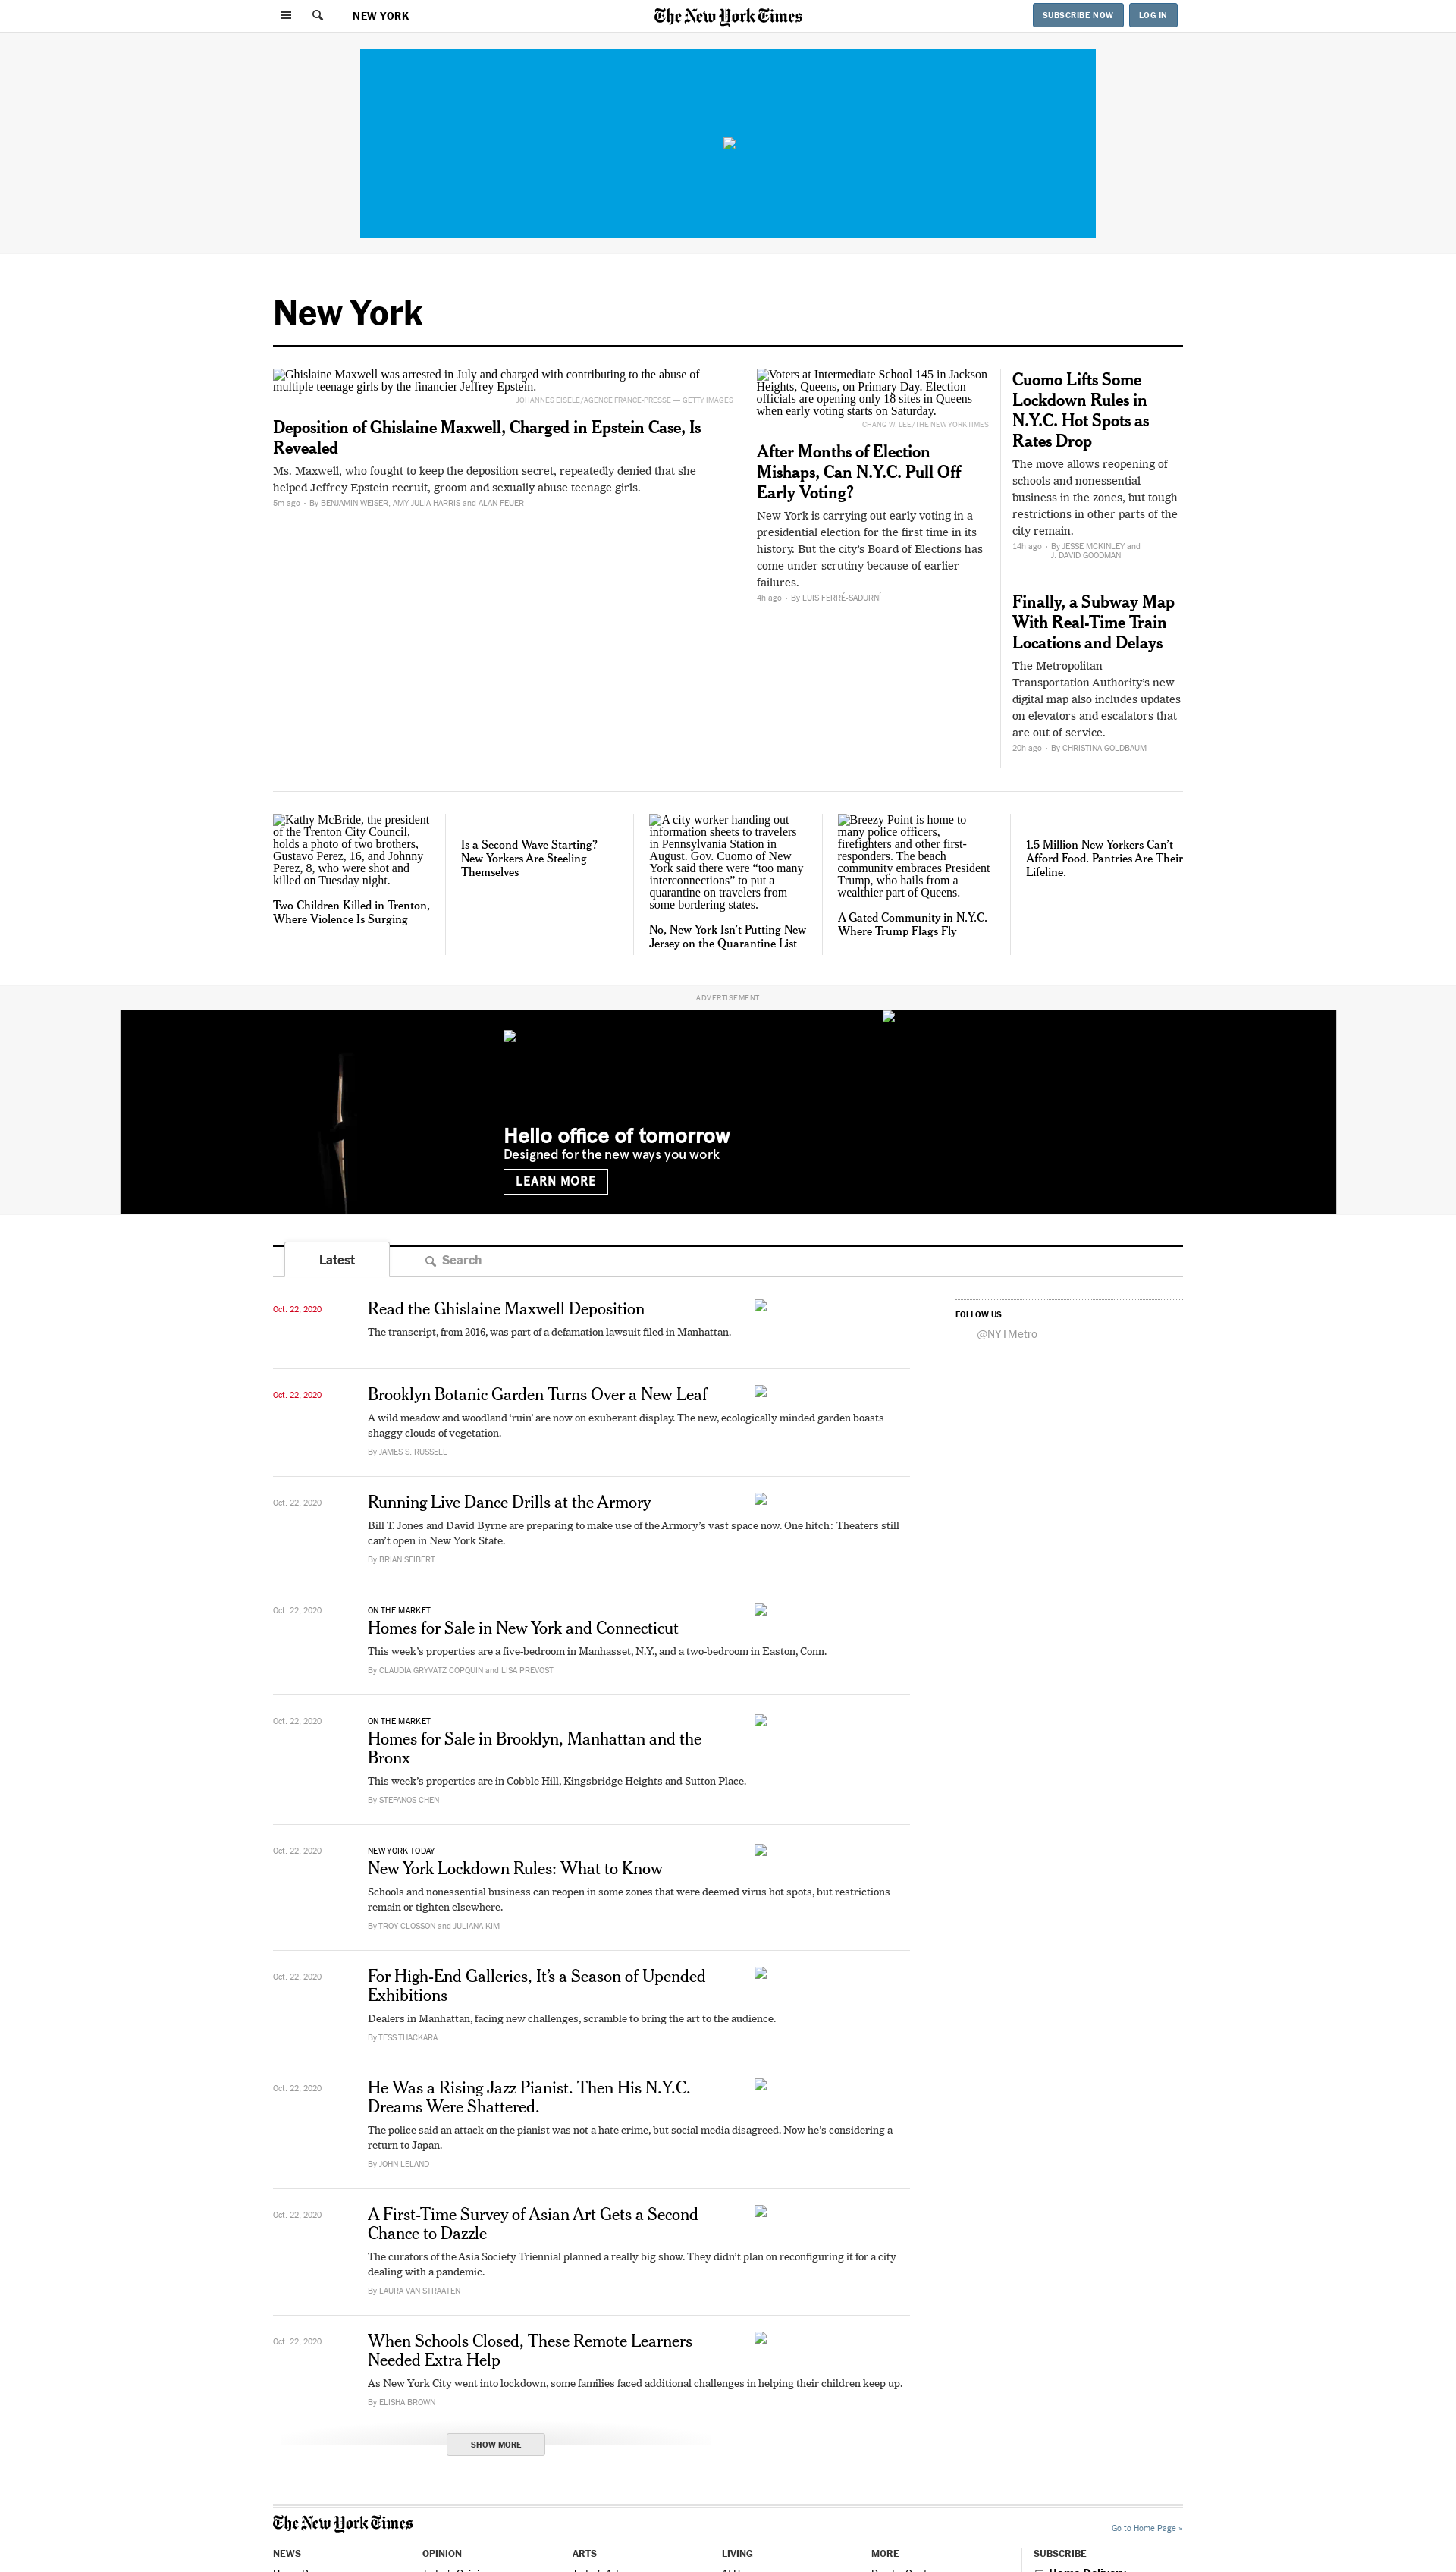 NEW YORK
The New York Times
SUBSCRIBE NOW
LOG IN
New York
Ghislaine Maxwell was arrested in July and charged with contributing to the abuse of
multiple teenage girls by the financier Jeffrey Epstein.
JOHANNES EISELE/AGENCE FRANCE-PRESSE — GETTY IMAGES
Deposition of Ghislaine Maxwell, Charged in Epstein Case, Is
Revealed
Ms. Maxwell, who fought to keep the deposition secret, repeatedly denied that she
helped Jeffrey Epstein recruit, groom and sexually abuse teenage girls.
5m ago • By BENJAMIN WEISER, AMY JULIA HARRIS and ALAN FEUER
Voters at Intermediate School 145 in Jackson
Heights, Queens, on Primary Day. Election
officials are opening only 18 sites in Queens
when early voting starts on Saturday.
CHANG W. LEE/THE NEW YORK TIMES
After Months of Election
Mishaps, Can N.Y.C. Pull Off
Early Voting?
New York is carrying out early voting in a
presidential election for the first time in its
history. But the city's Board of Elections has
come under scrutiny because of earlier
failures.
4h ago • By LUIS FERRÉ-SADURNÍ
Cuomo Lifts Some
Lockdown Rules in
N.Y.C. Hot Spots as
Rates Drop
The move allows reopening of
schools and nonessential
business in the zones, but tough
restrictions in other parts of the
city remain.
14h ago • By JESSE MCKINLEY and
J. DAVID GOODMAN
Finally, a Subway Map
With Real-Time Train
Locations and Delays
The Metropolitan
Transportation Authority's new
digital map also includes updates
on elevators and escalators that
are out of service.
20h ago • By CHRISTINA GOLDBAUM
Kathy McBride, the president
of the Trenton City Council,
holds a photo of two brothers,
Gustavo Perez, 16, and Johnny
Perez, 8, who were shot and
killed on Tuesday night.
Two Children Killed in Trenton,
Where Violence Is Surging
Is a Second Wave Starting?
New Yorkers Are Steeling
Themselves
A city worker handing out
information sheets to travelers
in Pennsylvania Station in
August. Gov. Cuomo of New
York said there were “too many
interconnections” to put a
quarantine on travelers from
some bordering states.
No, New York Isn’t Putting New
Jersey on the Quarantine List
Breezy Point is home to
many police officers,
firefighters and other first-
responders. The beach
community embraces President
Trump, who hails from a
wealthier part of Queens.
A Gated Community in N.Y.C.
Where Trump Flags Fly
1.5 Million New Yorkers Can’t
Afford Food. Pantries Are Their
Lifeline.
ADVERTISEMENT
Hello office of tomorrow
Designed for the new ways you work
LEARN MORE
Latest
Search
Oct. 22, 2020
Read the Ghislaine Maxwell Deposition
The transcript, from 2016, was part of a defamation lawsuit filed in Manhattan.
FOLLOW US
@NYTMetro
Oct. 22, 2020
Brooklyn Botanic Garden Turns Over a New Leaf
A wild meadow and woodland ‘ruin’ are now on exuberant display. The new, ecologically minded garden boasts
shaggy clouds of vegetation.
By JAMES S. RUSSELL
Oct. 22, 2020
Running Live Dance Drills at the Armory
Bill T. Jones and David Byrne are preparing to make use of the Armory’s vast space now. One hitch: Theaters still
can’t open in New York State.
By BRIAN SEIBERT
Oct. 22, 2020
ON THE MARKET
Homes for Sale in New York and Connecticut
This week’s properties are a five-bedroom in Manhasset, N.Y., and a two-bedroom in Easton, Conn.
By CLAUDIA GRYVATZ COPQUIN and LISA PREVOST
Oct. 22, 2020
ON THE MARKET
Homes for Sale in Brooklyn, Manhattan and the
Bronx
This week’s properties are in Cobble Hill, Kingsbridge Heights and Sutton Place.
By STEFANOS CHEN
Oct. 22, 2020
NEW YORK TODAY
New York Lockdown Rules: What to Know
Schools and nonessential business can reopen in some zones that were deemed virus hot spots, but restrictions
remain or tighten elsewhere.
By TROY CLOSSON and JULIANA KIM
Oct. 22, 2020
For High-End Galleries, It’s a Season of Upended
Exhibitions
Dealers in Manhattan, facing new challenges, scramble to bring the art to the audience.
By TESS THACKARA
Oct. 22, 2020
He Was a Rising Jazz Pianist. Then His N.Y.C.
Dreams Were Shattered.
The police said an attack on the pianist was not a hate crime, but social media disagreed. Now he’s considering a
return to Japan.
By JOHN LELAND
Oct. 22, 2020
A First-Time Survey of Asian Art Gets a Second
Chance to Dazzle
The curators of the Asia Society Triennial planned a really big show. They didn’t plan on reconfiguring it for a city
dealing with a pandemic.
By LAURA VAN STRAATEN
Oct. 22, 2020
When Schools Closed, These Remote Learners
Needed Extra Help
As New York City went into lockdown, some families faced additional challenges in helping their children keep up.
By ELISHA BROWN
SHOW MORE
The New York Times
Go to Home Page »
NEWS
OPINION
ARTS
LIVING
MORE
SUBSCRIBE